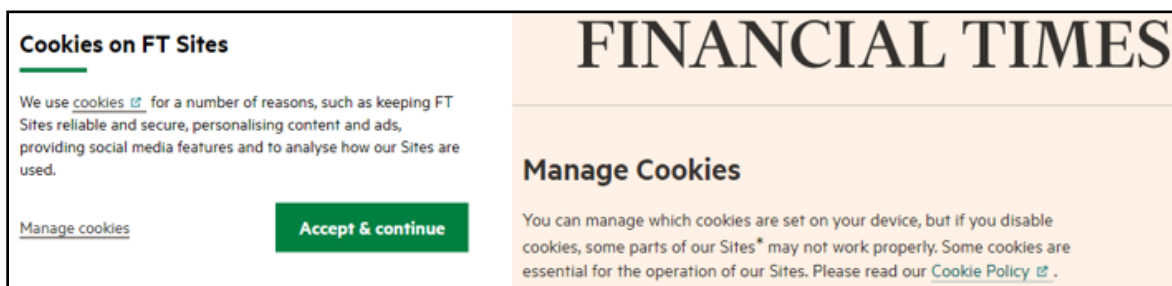 Cookies on FT Sites
We use cookies for a number of reasons, such as keeping FT
Sites reliable and secure, personalising content and ads,
providing social media features and to analyse how our Sites are
used.
Manage cookies
Accept & continue
FINANCIAL TIMES
Manage Cookies
You can manage which cookies are set on your device, but if you disable
cookies, some parts of our Sites* may not work properly. Some cookies are
essential for the operation of our Sites. Please read our Cookie Policy .